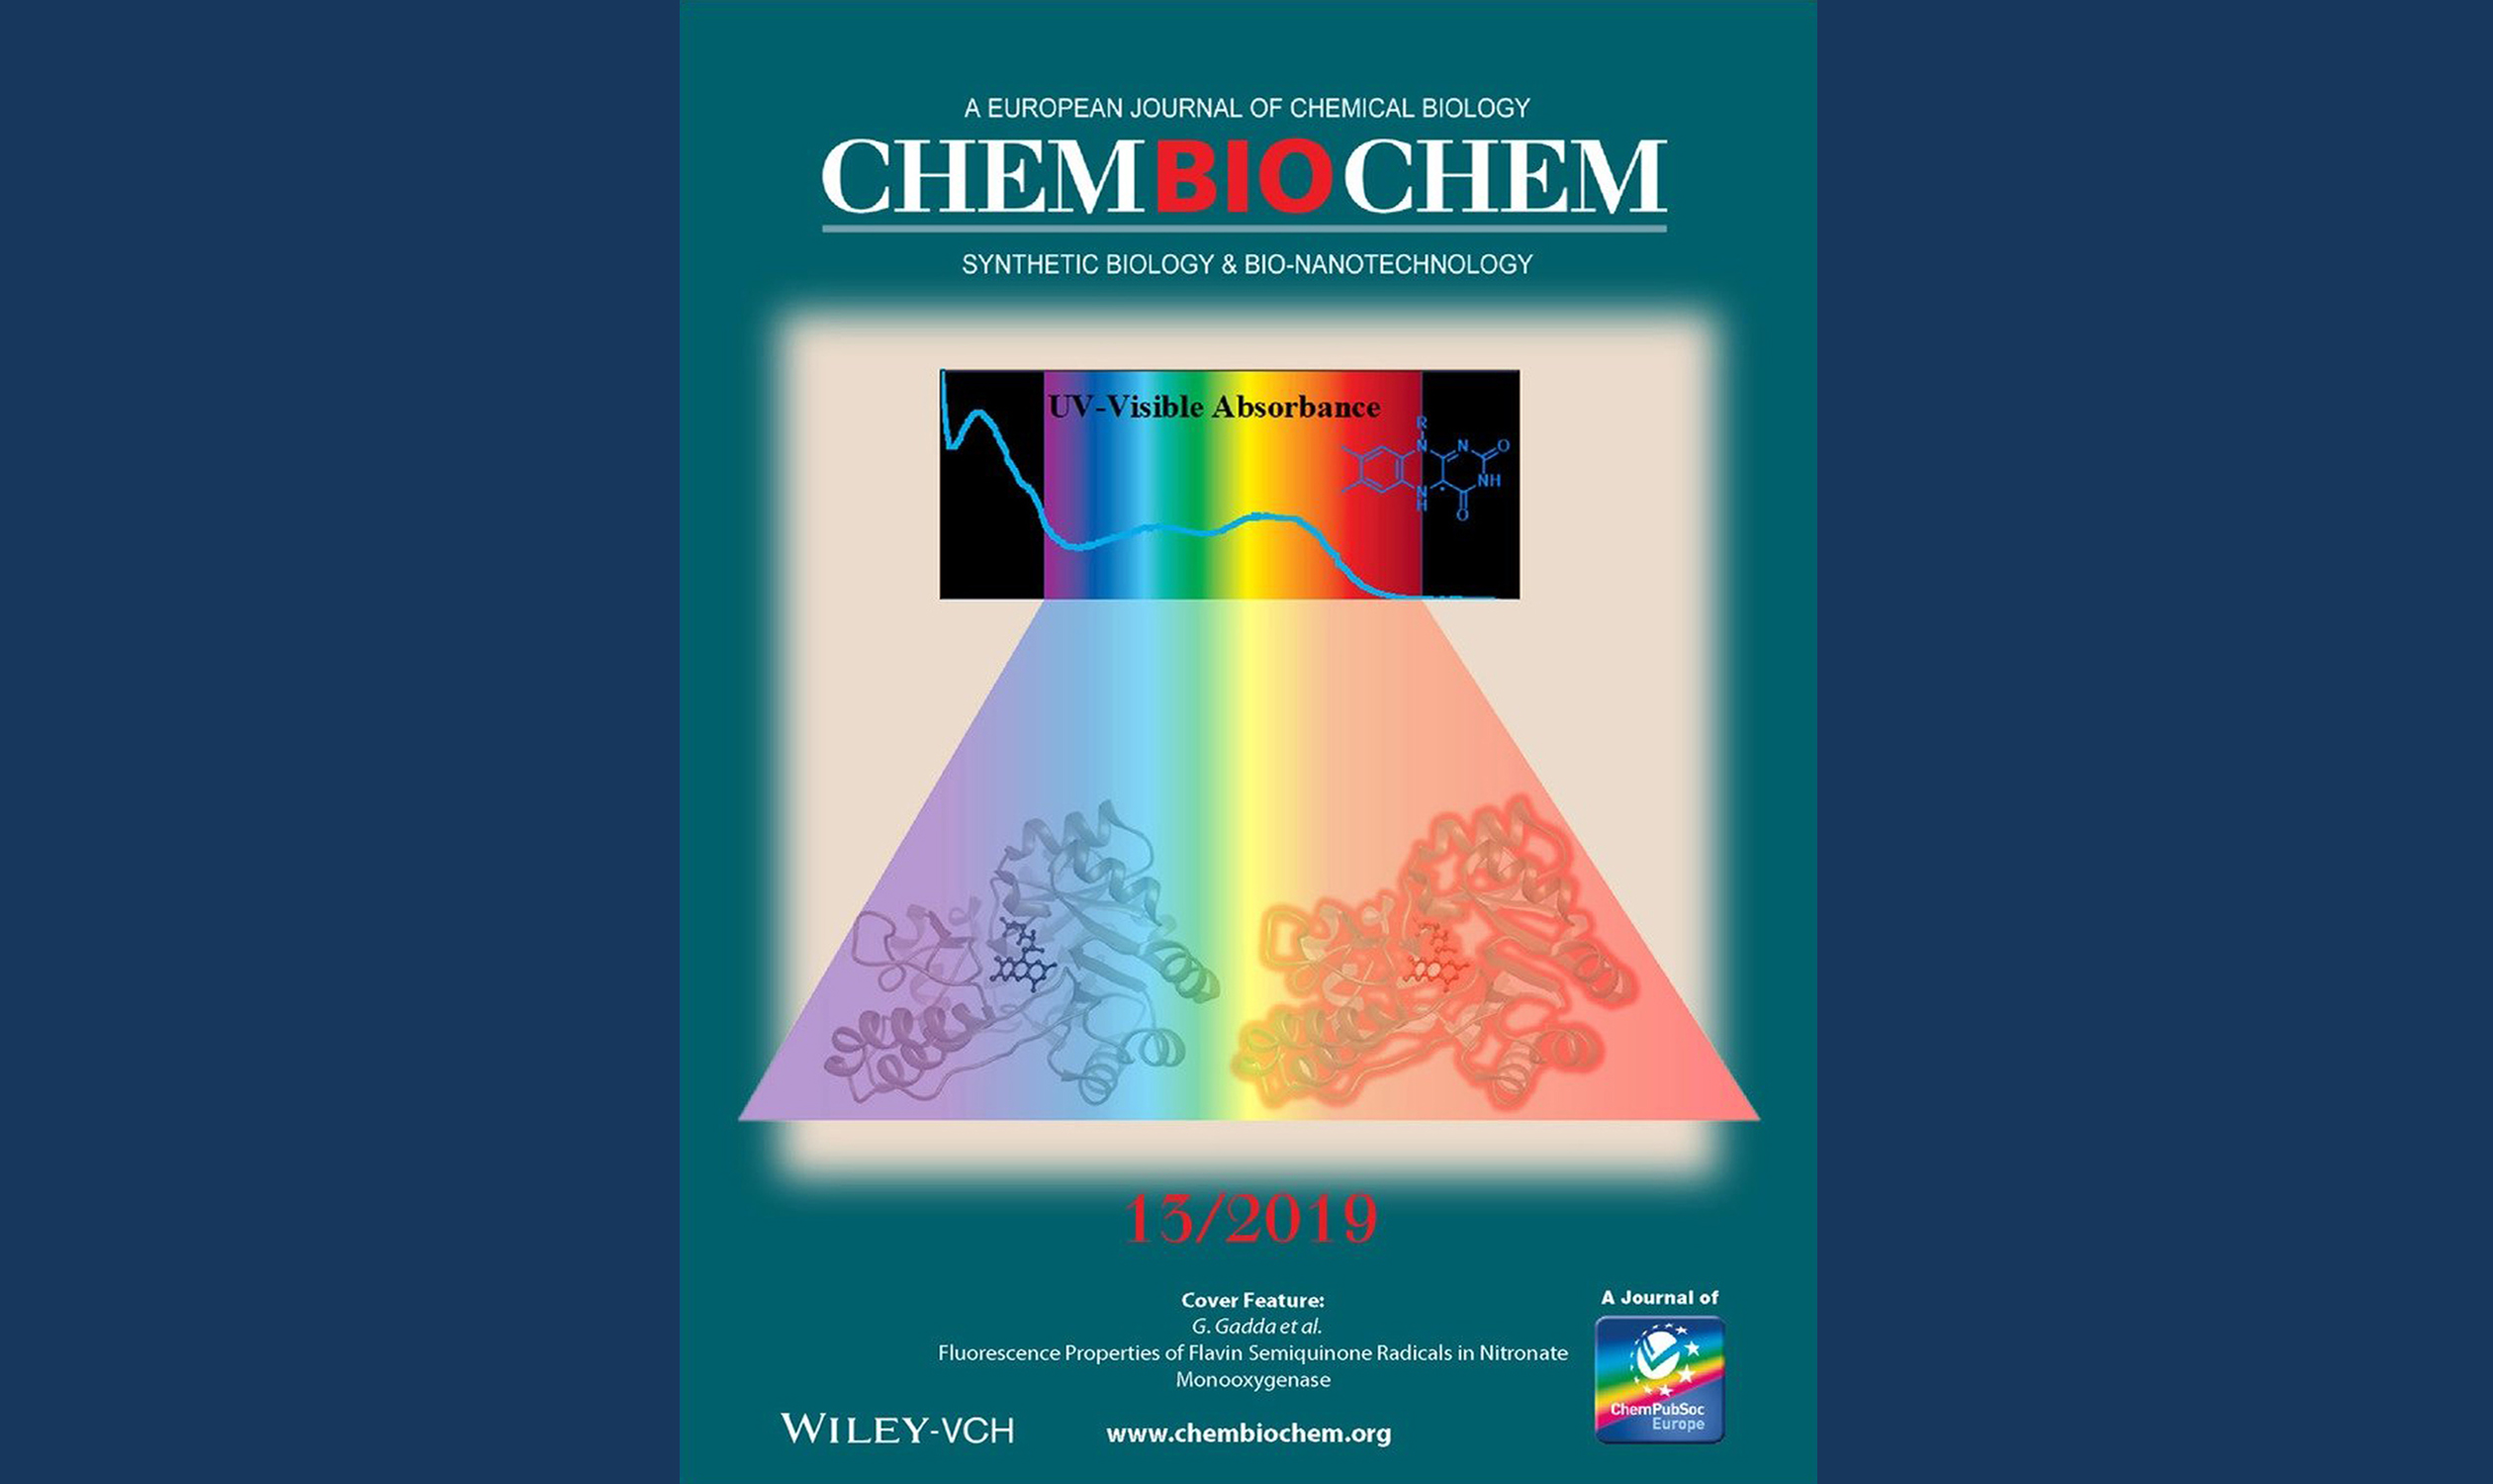 A EUROPEAN JOURNAL OF CHEMICAL BIOLOGY
CHEMBIOCHEM
SYNTHETIC BIOLOGY & BIO-NANOTECHNOLOGY
UV-Visible Absorbance
R
N N O
NH
N
H
O
13/2019
Cover Feature:
G. Gadda et al.
Fluorescence Properties of Flavin Semiquinone Radicals in Nitronate
Monooxygenase
A Journal of
ChemPubSoc
Europe
WILEY-VCH
www.chembiochem.org